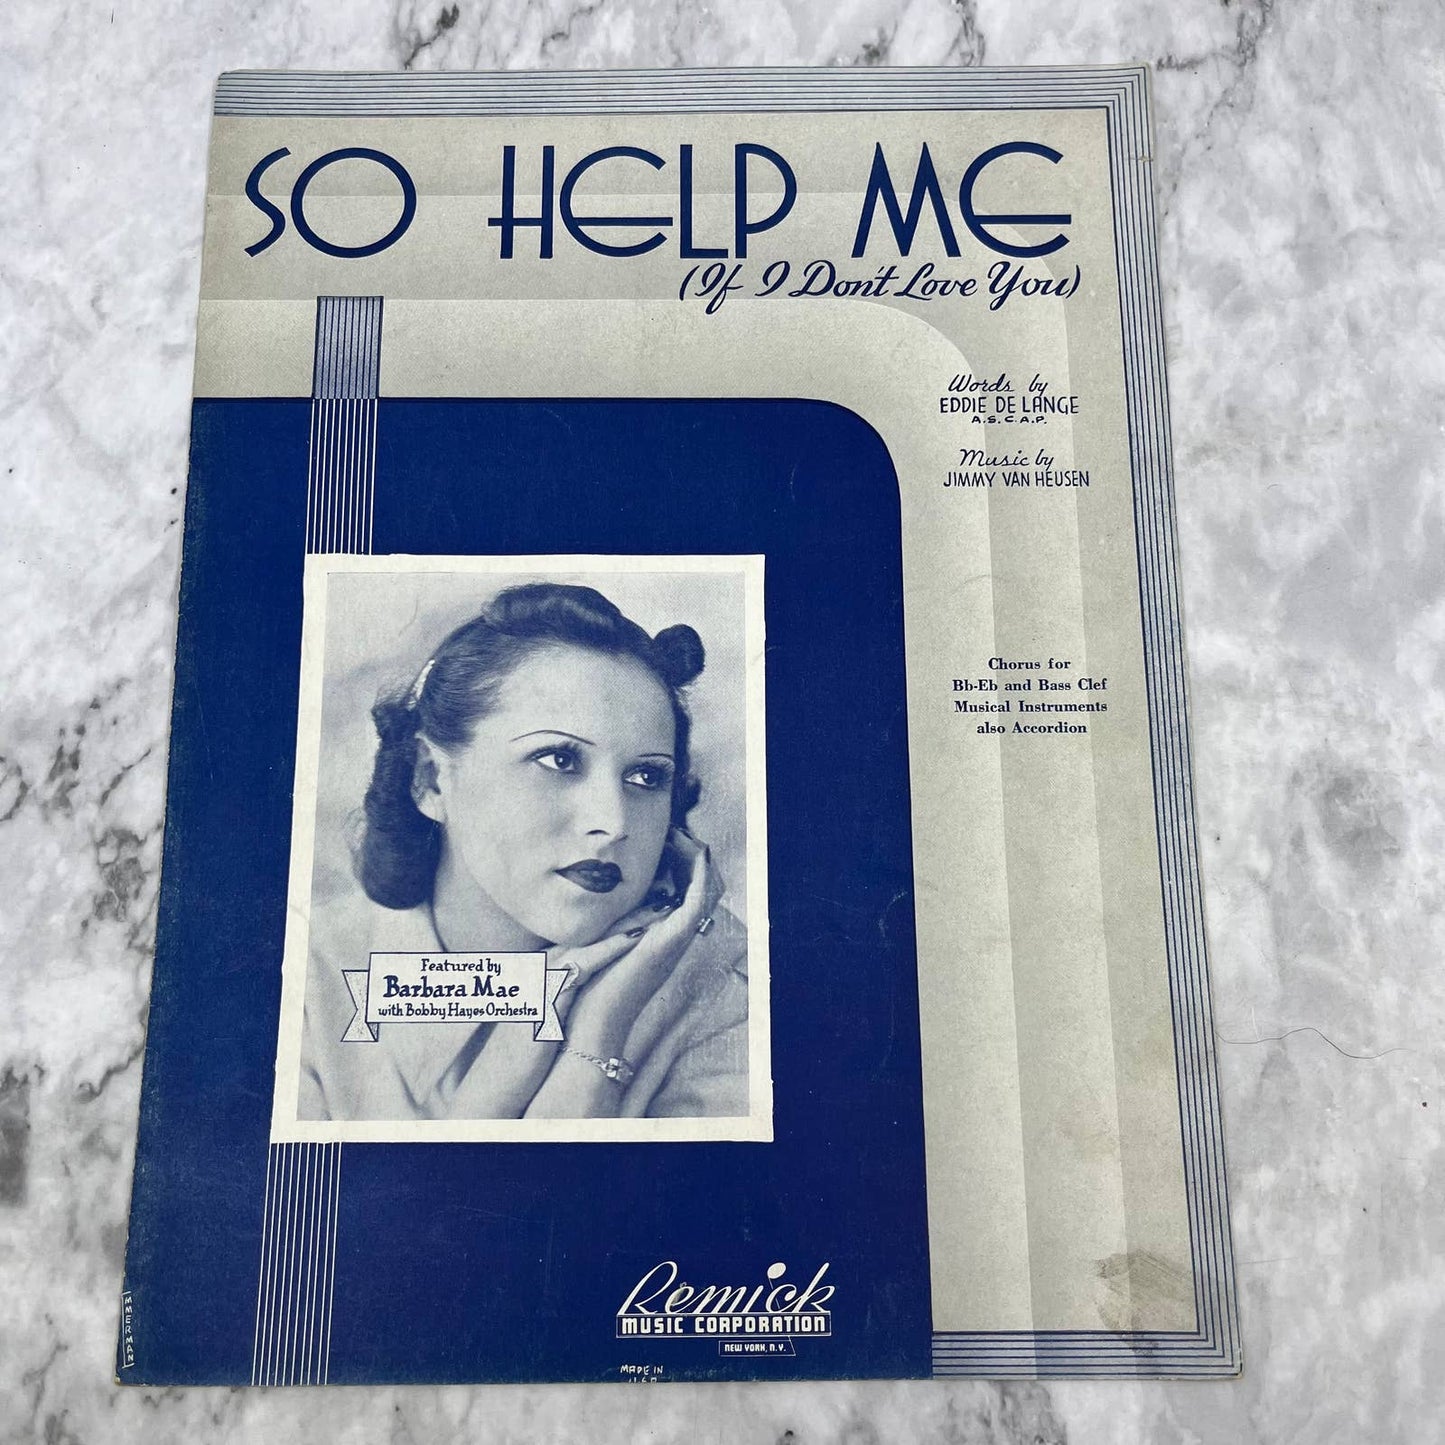 SO HELP ME
(If I Don't Love You)
Words by
EDDIE DE LANGE
A.S.C.A.P.
Music by
JIMMY VAN HEUSEN
Chorus for
Bb-Eb and Bass Clef
Musical Instruments
also Accordion
Featured by
Barbara Mae
with Bobby Hayes Orchestra
Remick
MUSIC CORPORATION
NEW YORK, N.Y.
MADE IN
MMERMAN